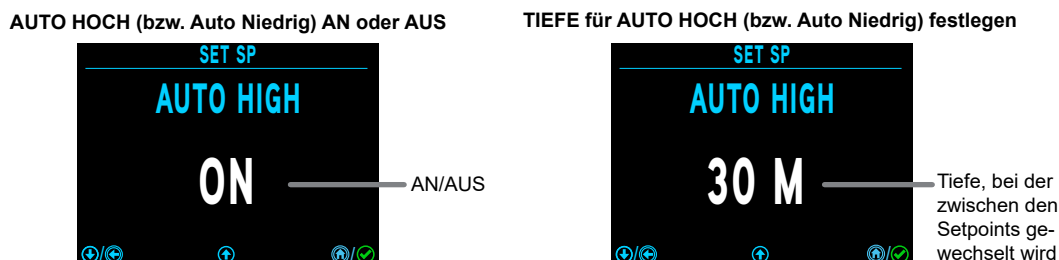 AUTO HOCH (bzw. Auto Niedrig) AN oder AUS
SET SP
AUTO HIGH
ON
AN/AUS
TIEFE für AUTO HOCH (bzw. Auto Niedrig) festlegen
SET SP
AUTO HIGH
30 M
Tiefe, bei der
zwischen den
Setpoints ge-
wechselt wird